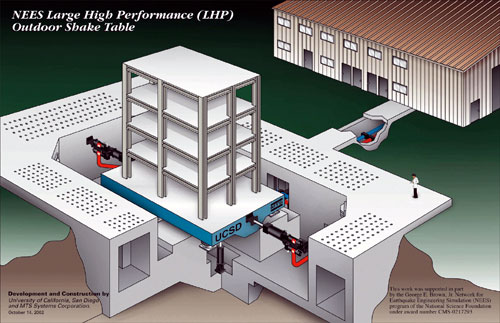 NEES Large High Performance (LHP)
Outdoor Shake Table
UCSD
Development and Construction by
University of California, San Diego
and MTS Systems Corporation.
October 16, 2002
This work was supported in part
by the George E. Brown, Jr. Network for
Earthquake Engineering Simulation (NEES)
program of the National Science Foundation
under award number CMS-0217293